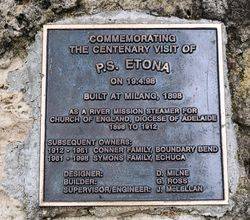 COMMEMORATING
THE CENTENARY VISIT OF
P.S. ETONA
ON 19:4:98
BUILT AT MILANG, 1898
AS A RIVER MISSION STEAMER FOR
CHURCH OF ENGLAND, DIOCESE OF ADELAIDE
1898 TO 1912
SUBSEQUENT OWNERS:
1912 - 1961 CONNER FAMILY, BOUNDARY BEND
1961 - 1998 SYMONS FAMILY, ECHUCA
DESIGNER: D. MILNE
BUILDER: G. ROSS
SUPERVISOR/ENGINEER: J. McLELLAN